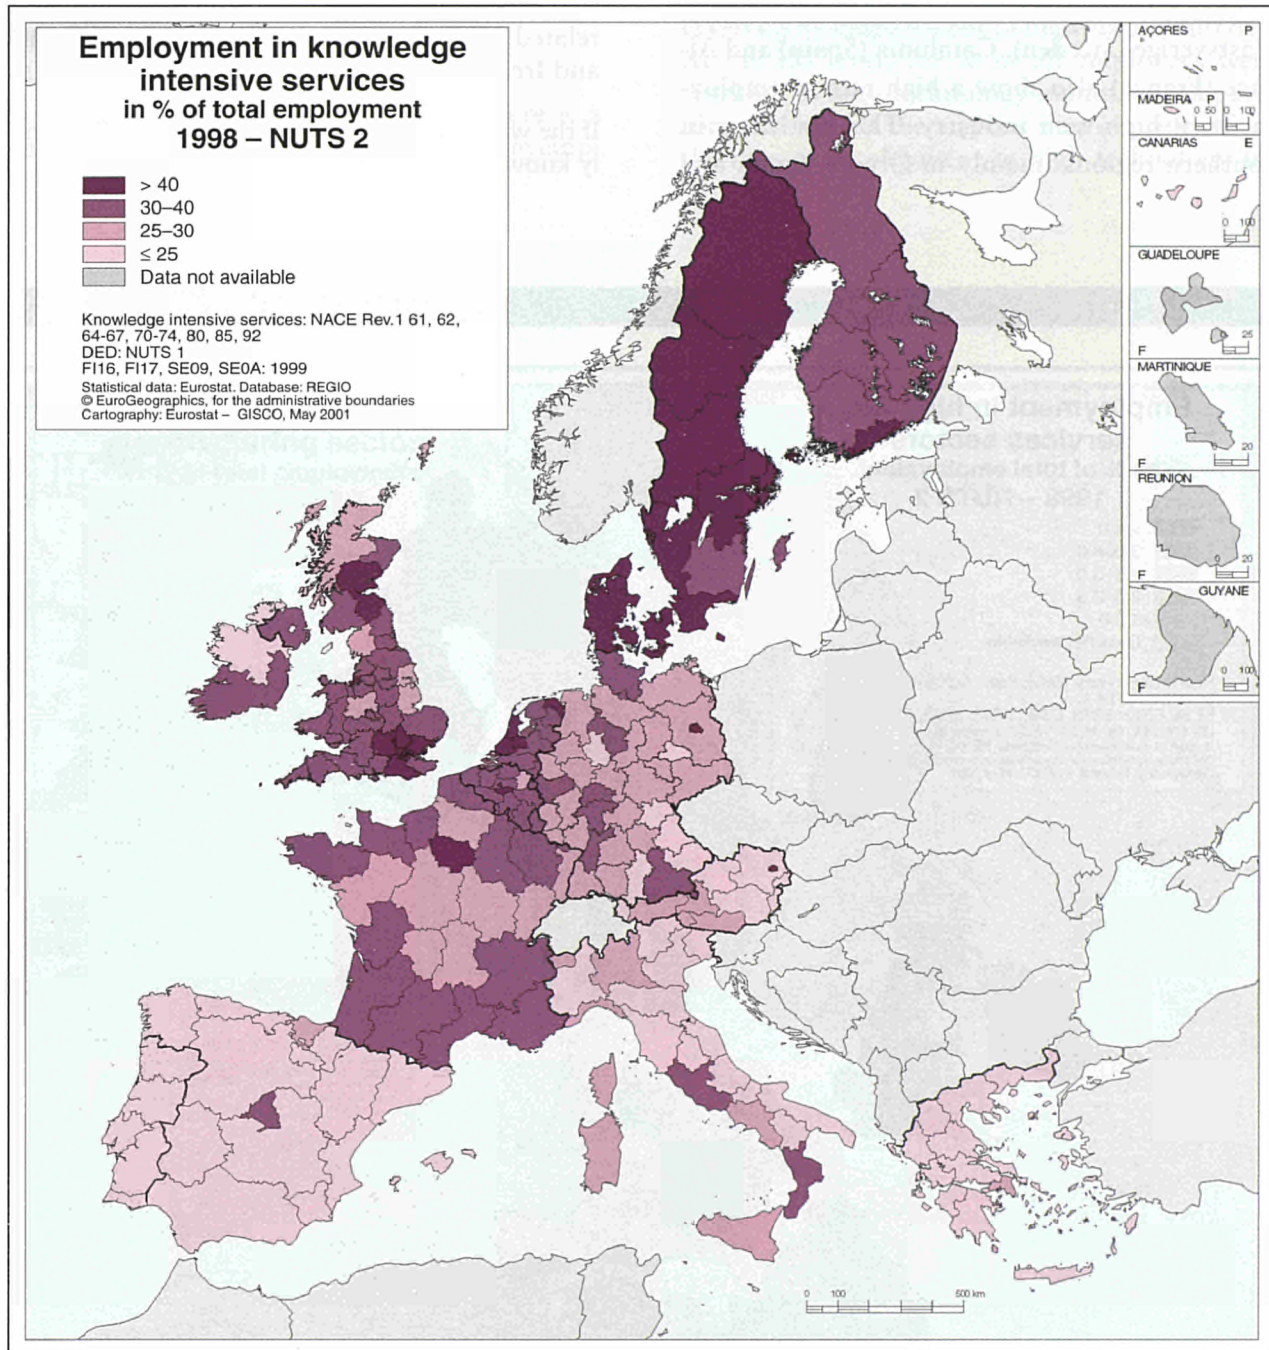 Employment in knowledge
intensive services
in % of total employment
1998 – NUTS 2
> 40
30–40
25–30
≤ 25
Data not available
Knowledge intensive services: NACE Rev.1 61, 62,
64-67, 70-74, 80, 85, 92
DED: NUTS 1
FI16, FI17, SE09, SE0A: 1999
Statistical data: Eurostat. Database: REGIO
© EuroGeographics, for the administrative boundaries
Cartography: Eurostat – GISCO, May 2001
AÇORES P
MADEIRA P
0 50 0 100
CANARIAS E
0 100
GUADELOUPE
25
F
MARTINIQUE
20
F
REUNION
0
20
F
GUYANE
0 100
F
0 100 500 km